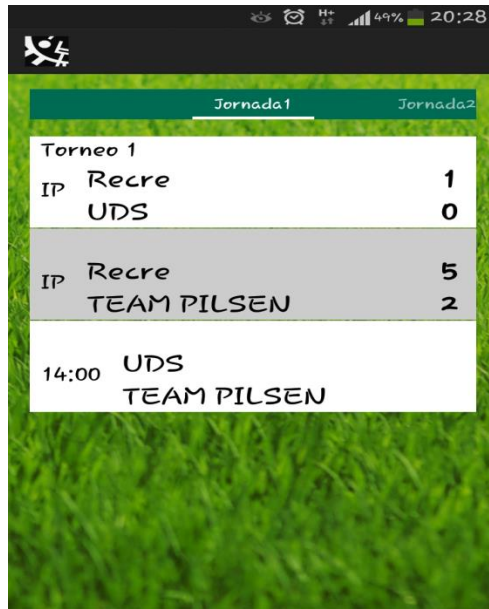 H+ 49% 20:28
Jornada1 Jornada2
Torneo 1
IP Recre 1
UDS 0
IP Recre 5
TEAM PILSEN 2
14:00 UDS
TEAM PILSEN